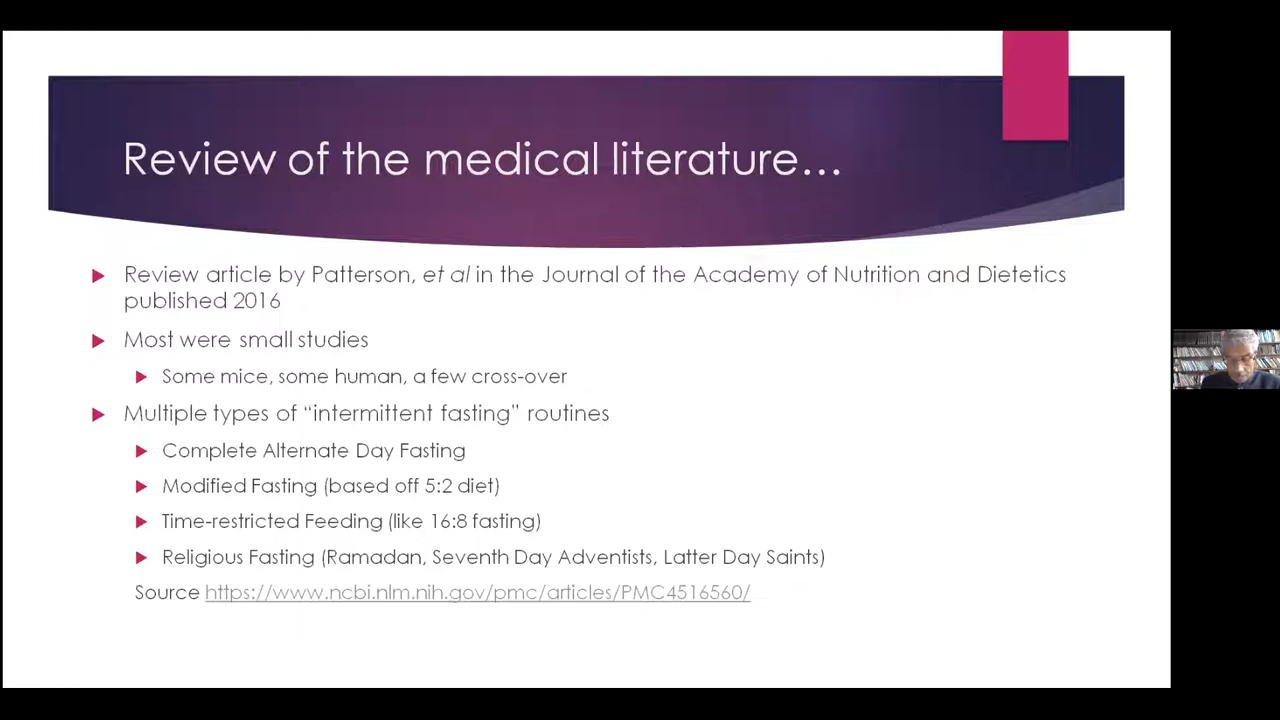 Review of the medical literature…
Review article by Patterson, et al in the Journal of the Academy of Nutrition and Dietetics
published 2016
Most were small studies
Some mice, some human, a few cross-over
Multiple types of “intermittent fasting” routines
Complete Alternate Day Fasting
Modified Fasting (based off 5:2 diet)
Time-restricted Feeding (like 16:8 fasting)
Religious Fasting (Ramadan, Seventh Day Adventists, Latter Day Saints)
Source https://www.ncbi.nlm.nih.gov/pmc/articles/PMC4516560/